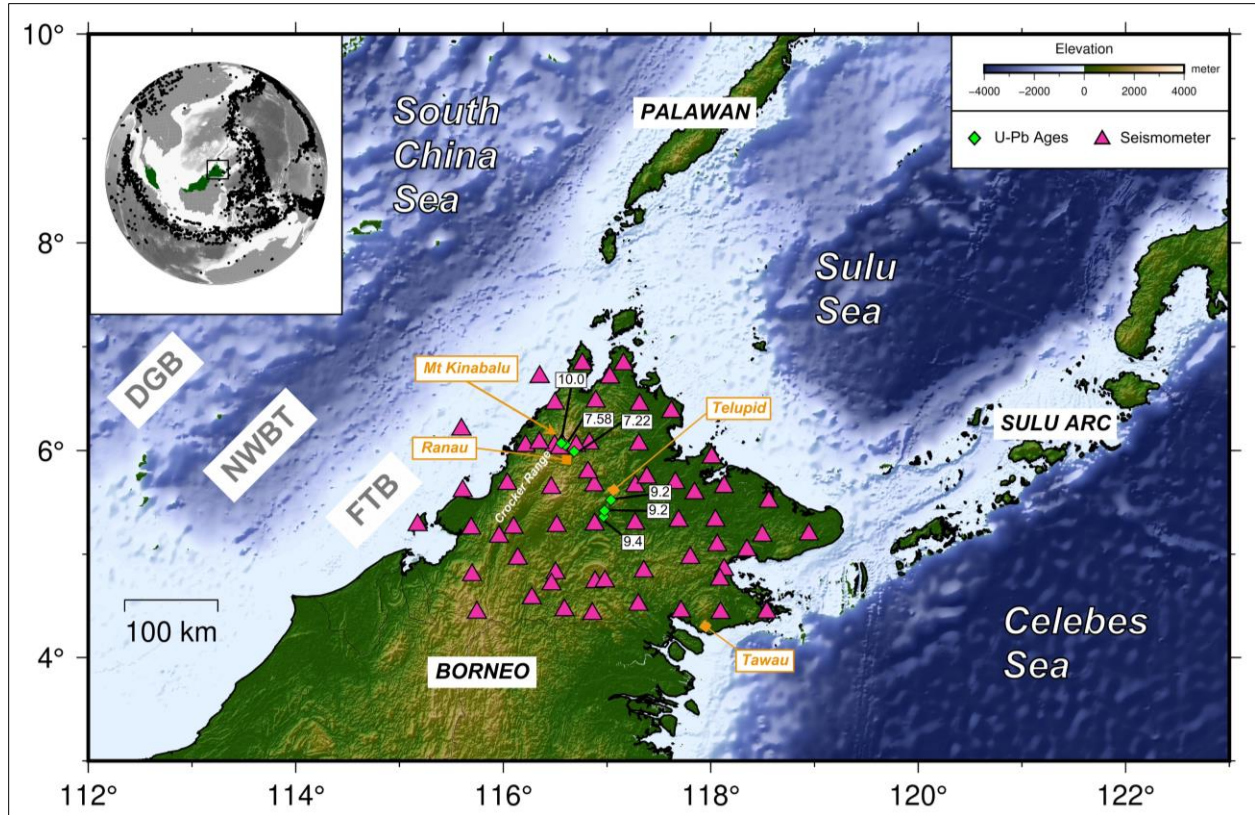 10°
8°
6°
4°
112°
114°
116°
118°
120°
122°
Elevation
meter
−4000
−2000
0
2000
4000
U-Pb Ages
Seismometer
South
China
Sea
PALAWAN
Sulu
Sea
DGB
NWBT
FTB
Mt Kinabalu
10.0
7.58
7.22
Telupid
Ranau
Crocker Range
SULU ARC
9.2
9.2
9.4
100 km
Celebes
Sea
BORNEO
Tawau